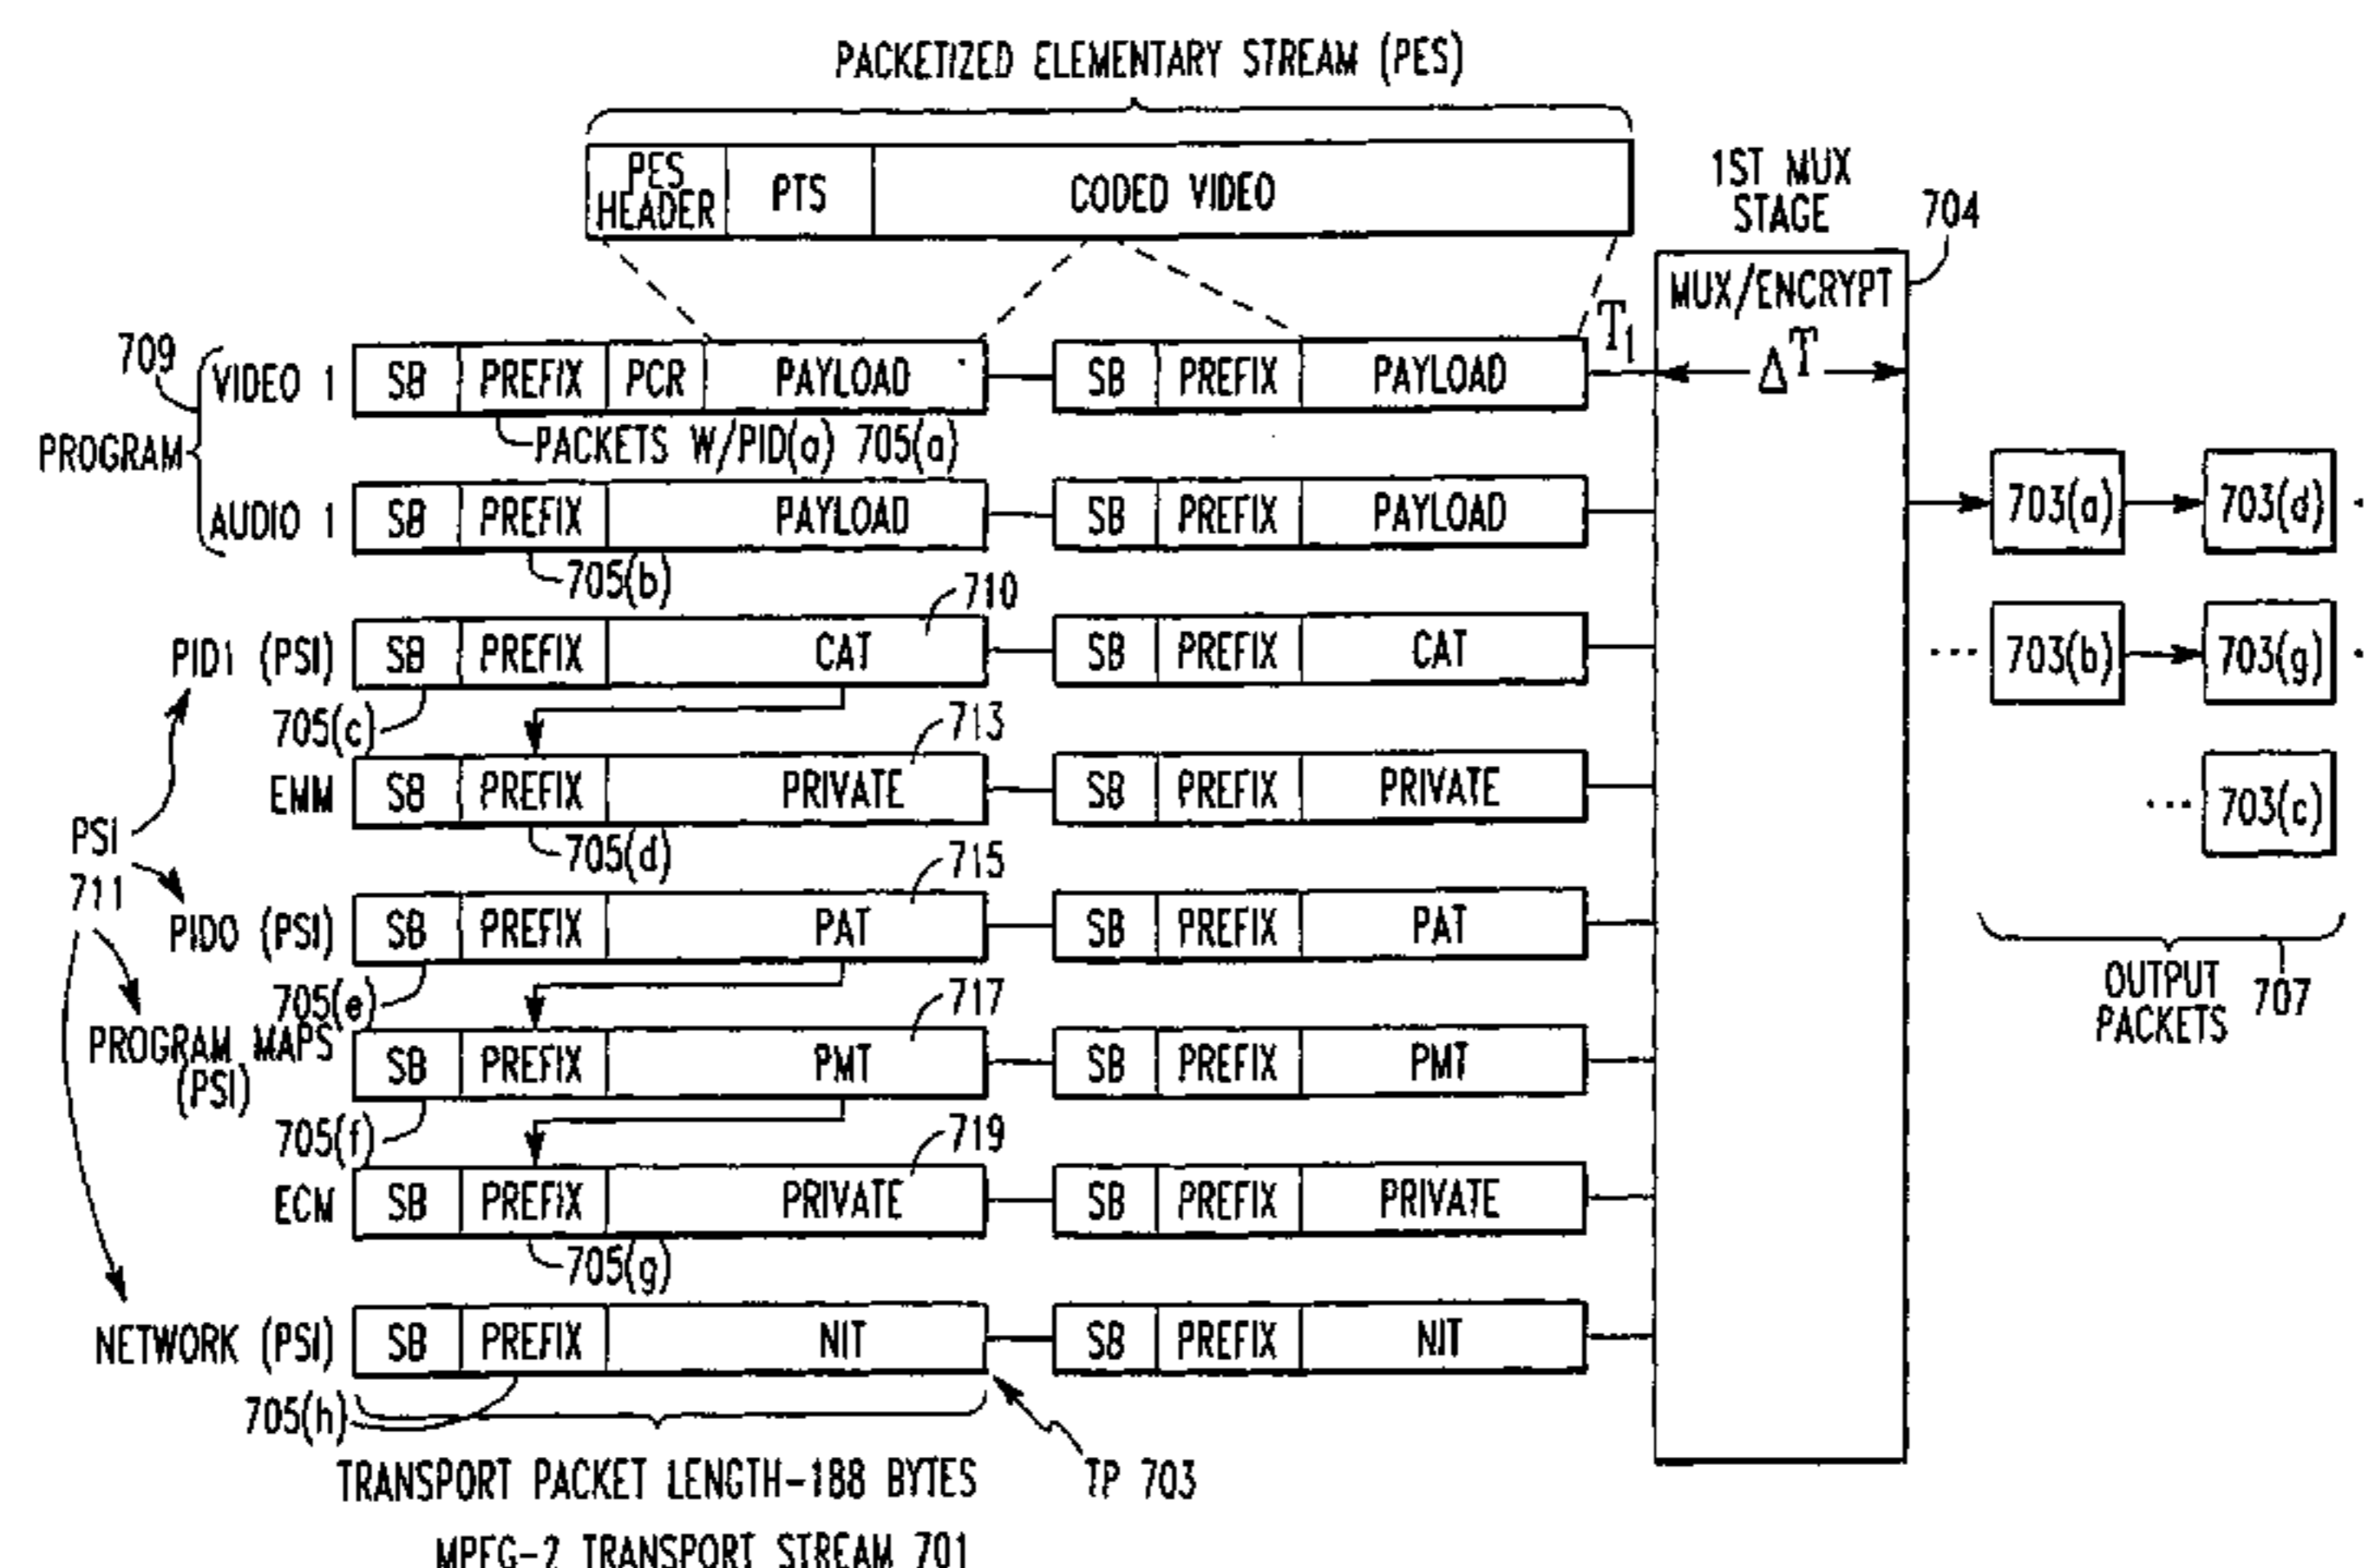 PACKETIZED ELEMENTARY STREAM (PES)
PES HEADER PTS CODED VIDEO
1ST MUX STAGE
704
MUX/ENCRYPT
T1
ΔT
709
PROGRAM
VIDEO 1 SB PREFIX PCR PAYLOAD SB PREFIX PAYLOAD
PACKETS W/PID(a) 705(a)
AUDIO 1 SB PREFIX PAYLOAD SB PREFIX PAYLOAD
705(b)
710
PID1 (PSI) SB PREFIX CAT SB PREFIX CAT
705(c)
713
EMM SB PREFIX PRIVATE SB PREFIX PRIVATE
705(d)
PSI
711
715
PID0 (PSI) SB PREFIX PAT SB PREFIX PAT
705(e)
717
PROGRAM MAPS (PSI) SB PREFIX PMT SB PREFIX PMT
705(f)
719
ECM SB PREFIX PRIVATE SB PREFIX PRIVATE
705(g)
NETWORK (PSI) SB PREFIX NIT SB PREFIX NIT
705(h)
703(a) 703(d)
... 703(b) 703(g)
... 703(c)
OUTPUT PACKETS 707
TRANSPORT PACKET LENGTH-188 BYTES
TP 703
MPEG-2 TRANSPORT STREAM 701